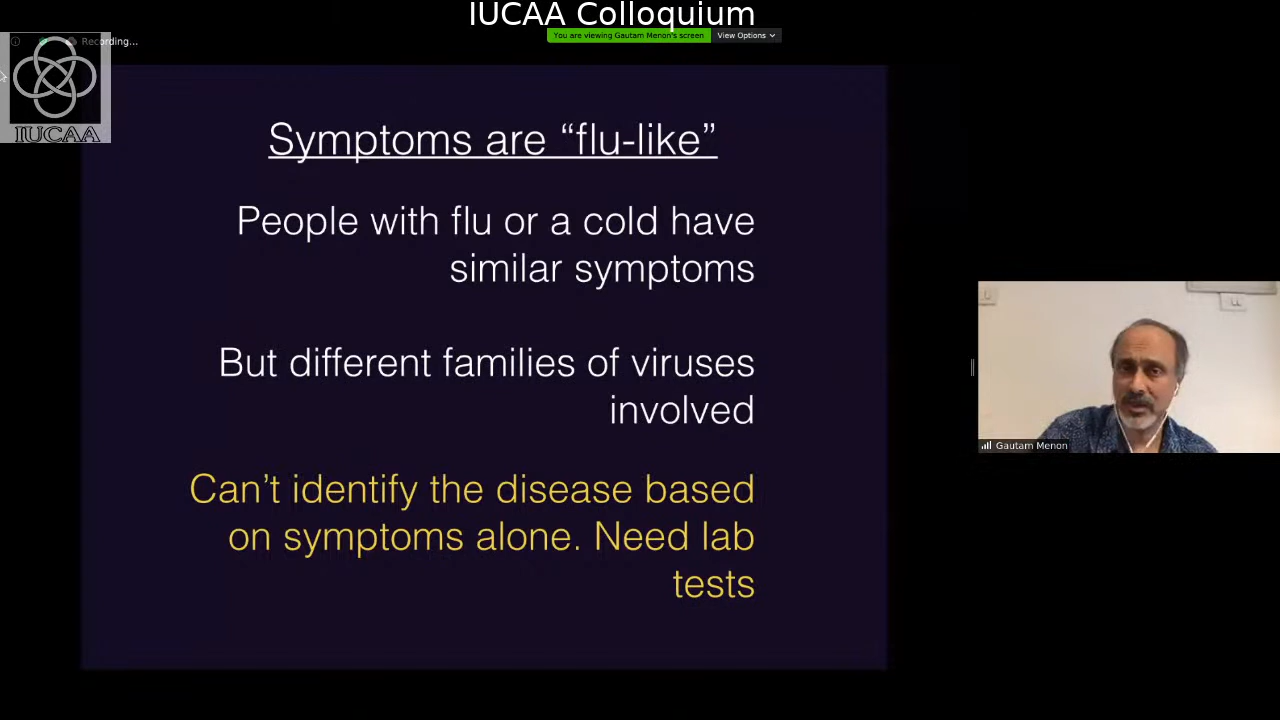 IUCAA Colloquium
Recording...
You are viewing Gautam Menon's screen View Options
IUCAA
Symptoms are “flu-like”
People with flu or a cold have
similar symptoms
But different families of viruses
involved
Can’t identify the disease based
on symptoms alone. Need lab
tests
Gautam Menon